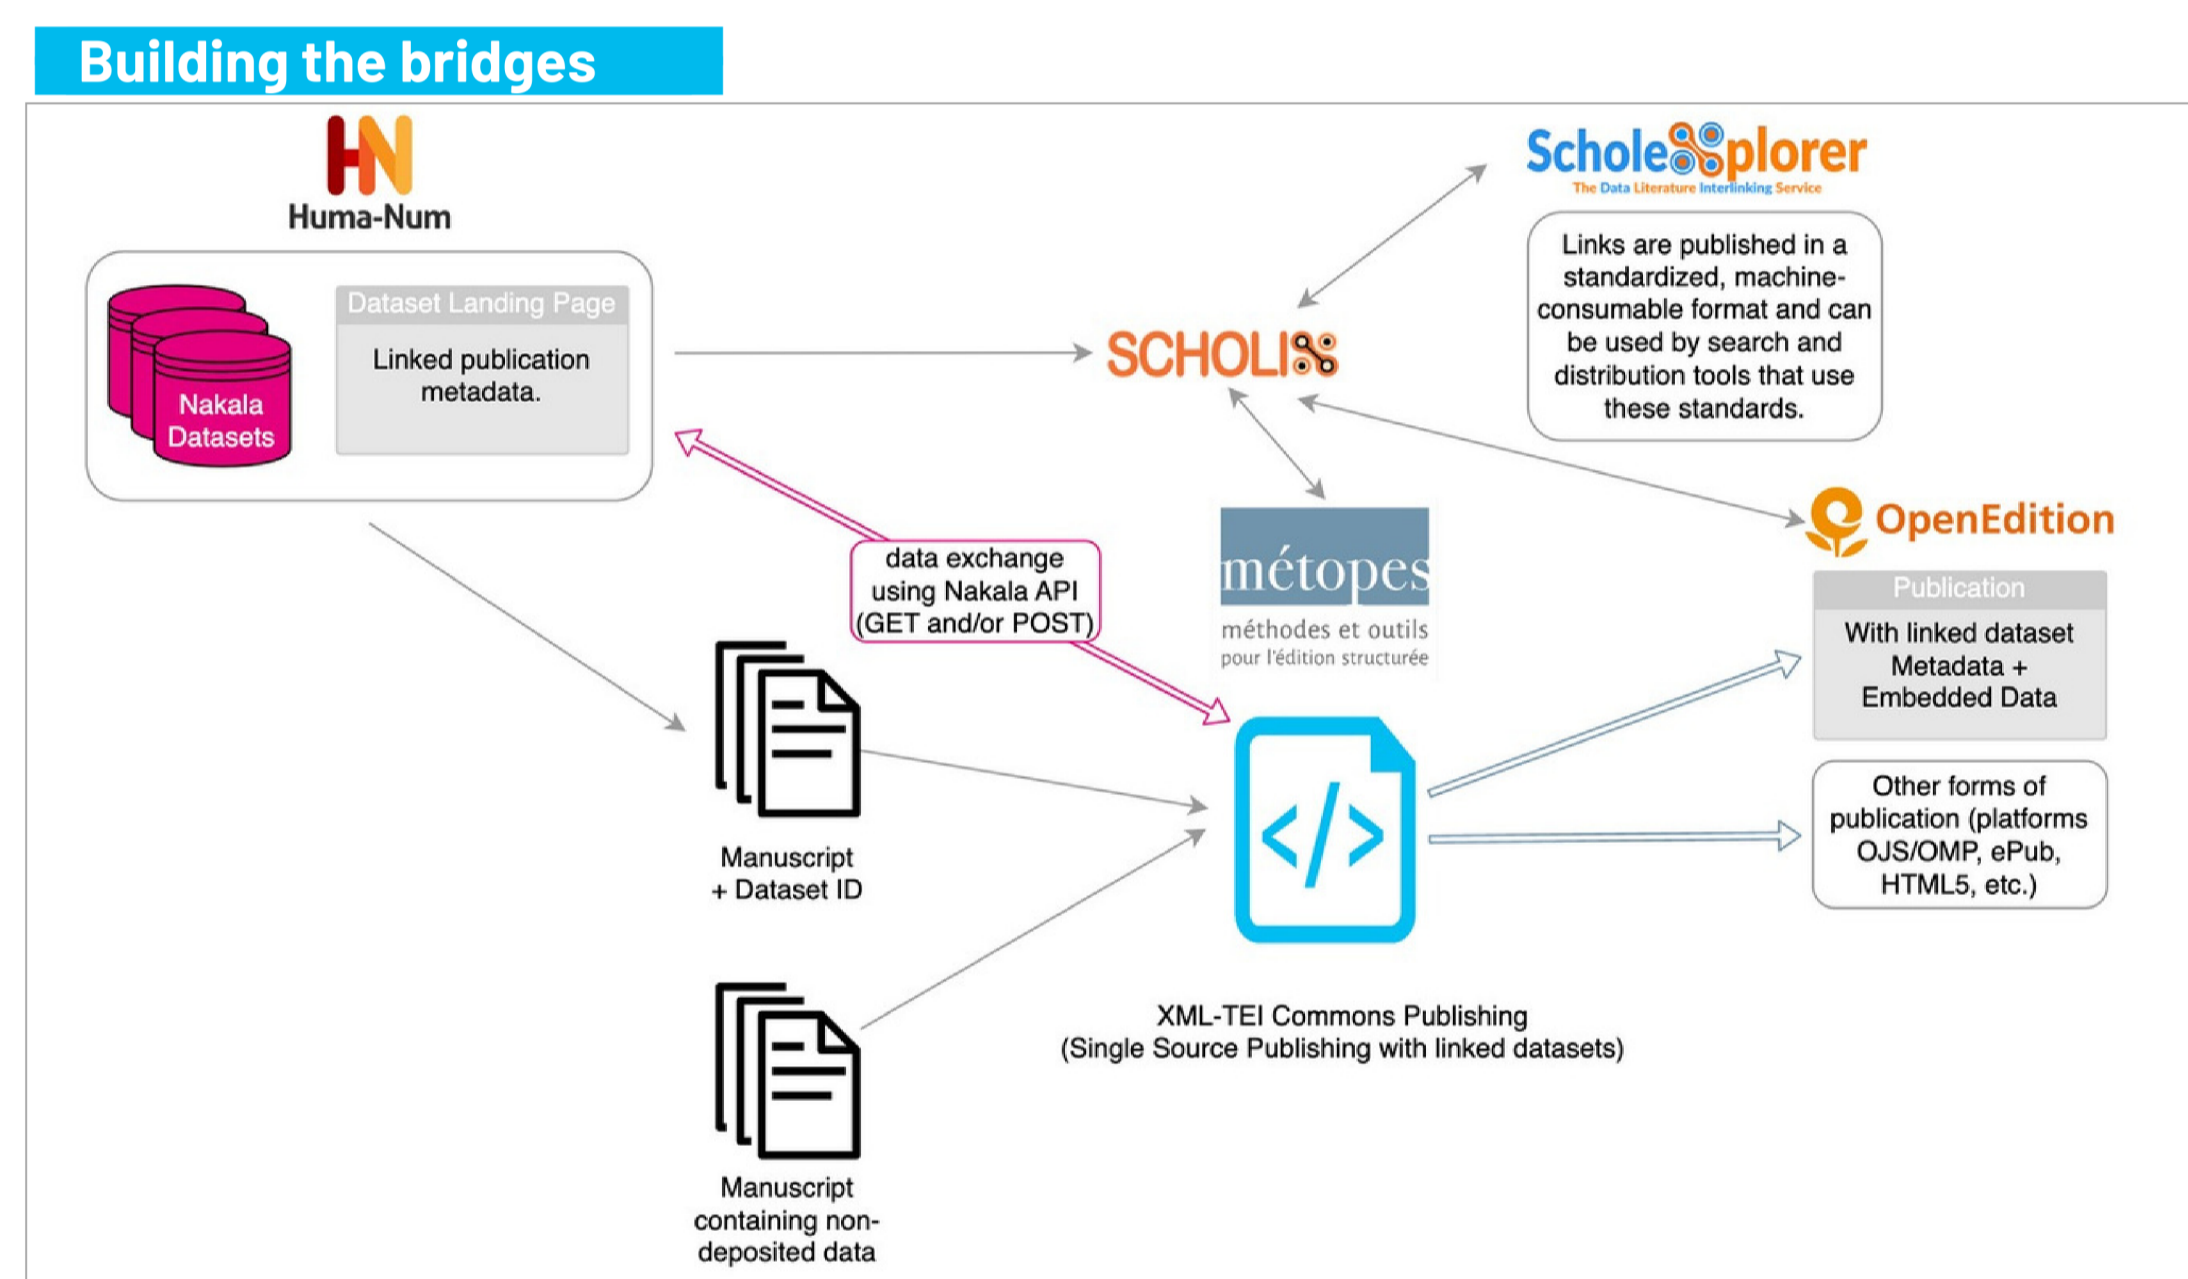 Building the bridges
HN
Huma-Num
Dataset Landing Page
Linked publication
metadata.
Nakala
Datasets
ScholeXplorer
The Data Literature Interlinking Service
Links are published in a
standardized, machine-
consumable format and can
be used by search and
distribution tools that use
these standards.
SCHOLIX
data exchange
using Nakala API
(GET and/or POST)
métopes
méthodes et outils
pour l'édition structurée
OpenEdition
Publication
With linked dataset
Metadata +
Embedded Data
Other forms of
publication (platforms
OJS/OMP, ePub,
HTML5, etc.)
Manuscript
+ Dataset ID
</>
XML-TEI Commons Publishing
(Single Source Publishing with linked datasets)
Manuscript
containing non-
deposited data